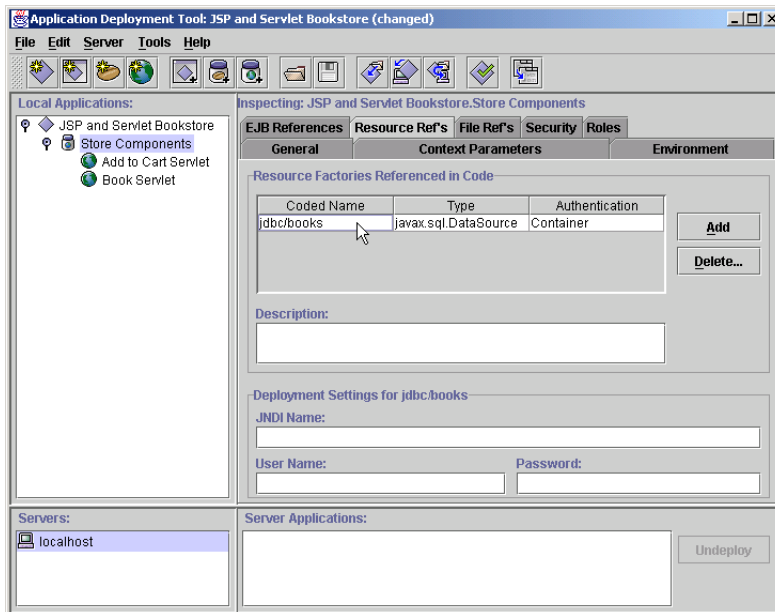 Application Deployment Tool: JSP and Servlet Bookstore (changed)
File Edit Server Tools Help
Local Applications:
JSP and Servlet Bookstore
Store Components
Add to Cart Servlet
Book Servlet
Inspecting: JSP and Servlet Bookstore.Store Components
EJB References Resource Ref's File Ref's Security Roles
General Context Parameters Environment
Resource Factories Referenced in Code
Coded Name Type Authentication
jdbc/books javax.sql.DataSource Container
Add
Delete...
Description:
Deployment Settings for jdbc/books
JNDI Name:
User Name: Password:
Servers:
localhost
Server Applications:
Undeploy